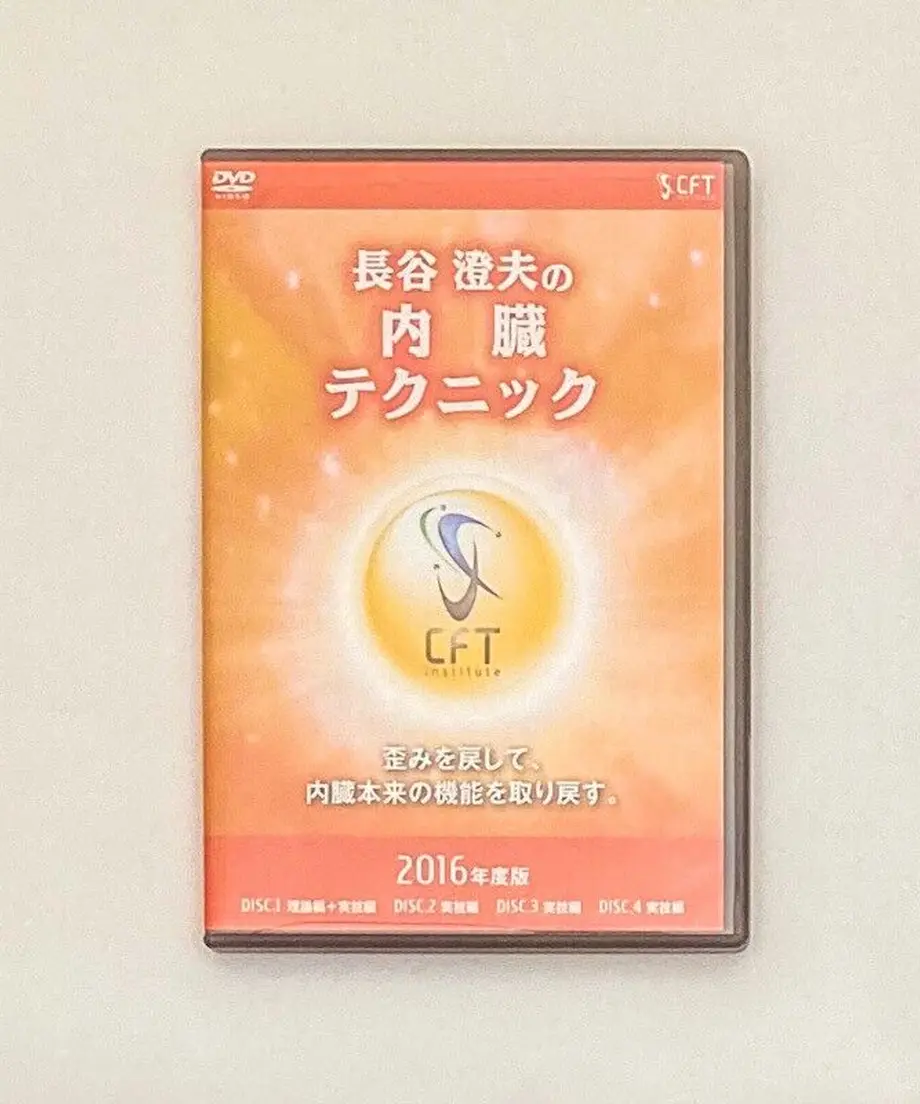 DVD
VIDEO
CFT
institute
長谷 澄夫の
内 臓
テクニック
CFT
institute
歪みを戻して、
内臓本来の機能を取り戻す。
2016年度版
DISC.1 理論編+実技編 DISC.2 実技編 DISC.3 実技編 DISC.4 実技編